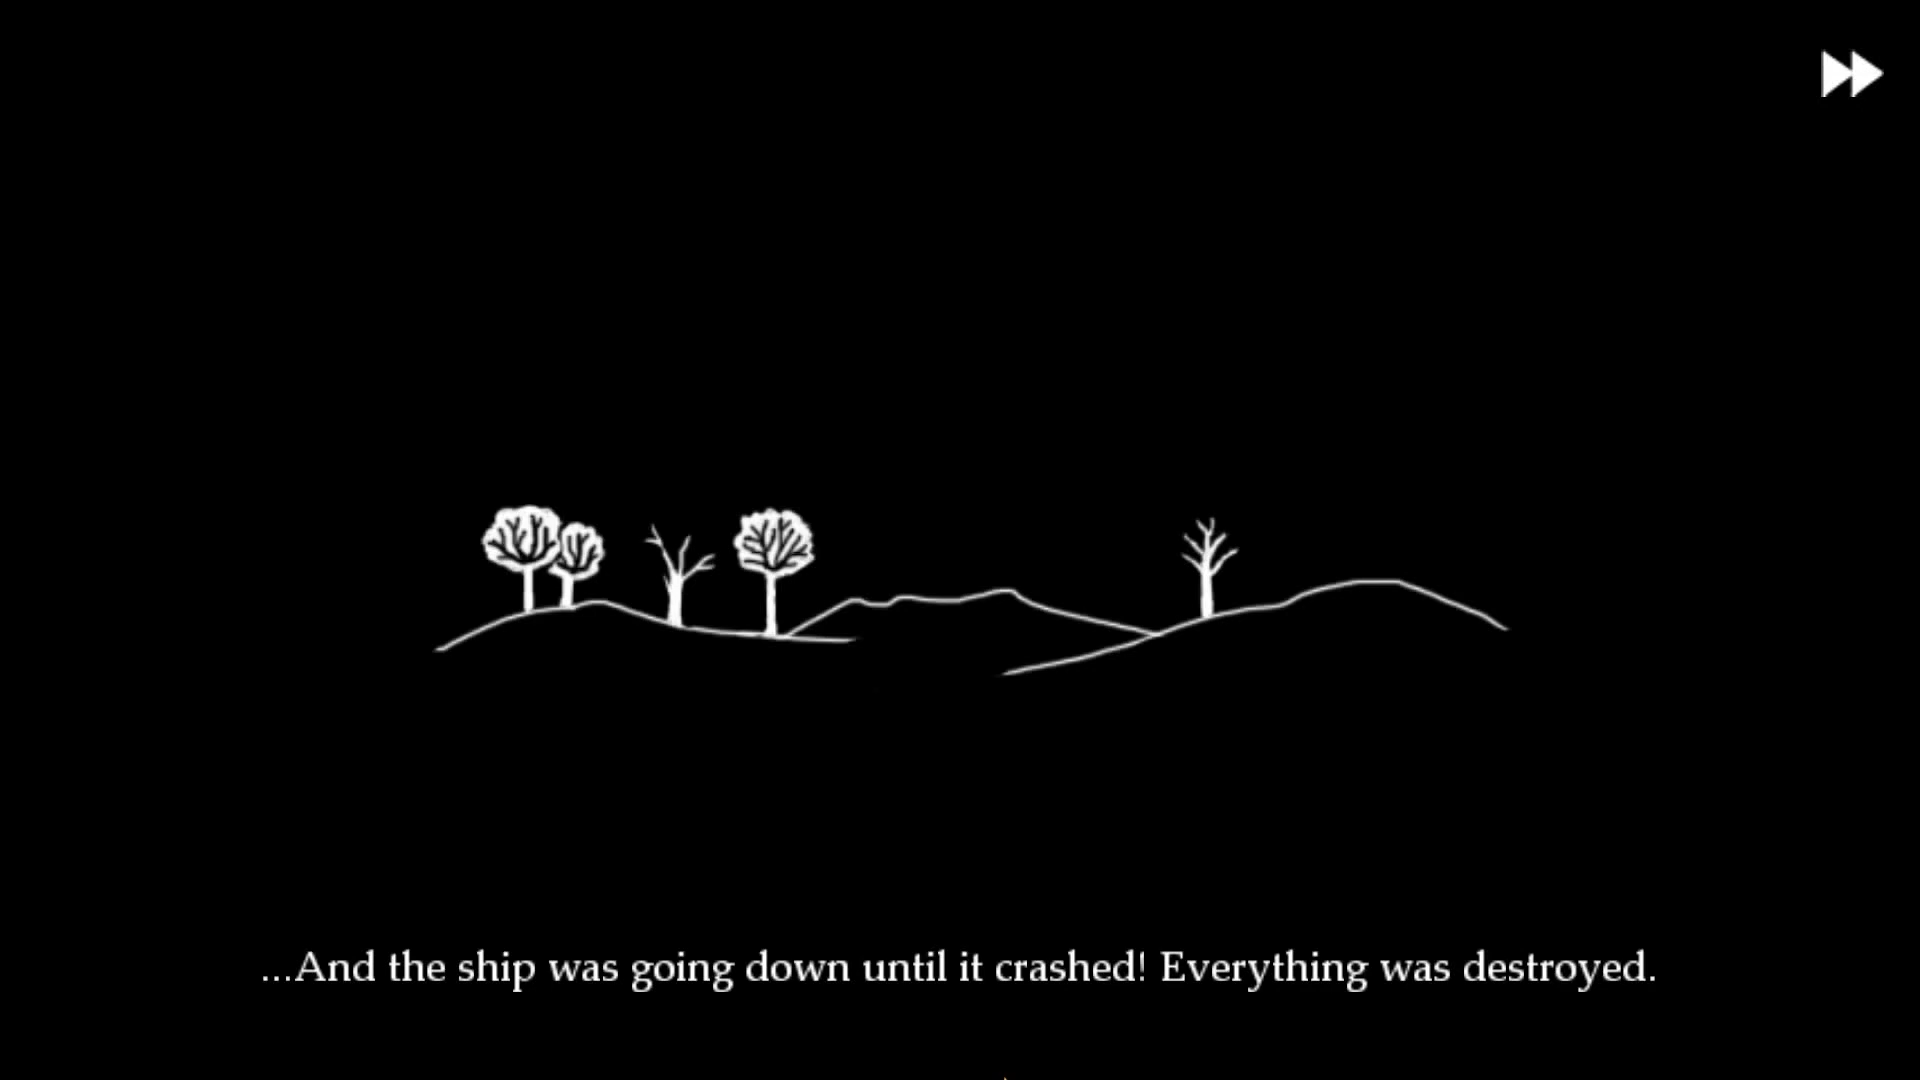 ...And the ship was going down until it crashed! Everything was destroyed.